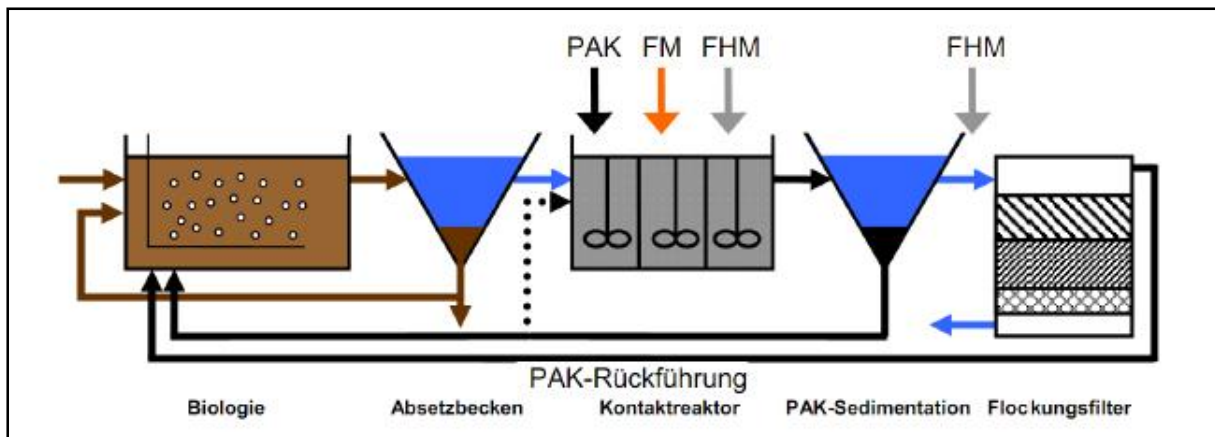 PAK FM FHM FHM
PAK-Rückführung
Biologie Absetzbecken Kontaktreaktor PAK-Sedimentation Flockungsfilter